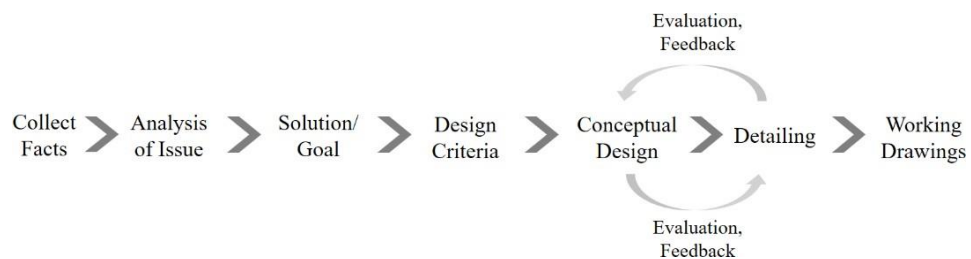 Evaluation,
Feedback
Collect
Facts
Analysis
of Issue
Solution/
Goal
Design
Criteria
Conceptual
Design
Detailing
Working
Drawings
Evaluation,
Feedback